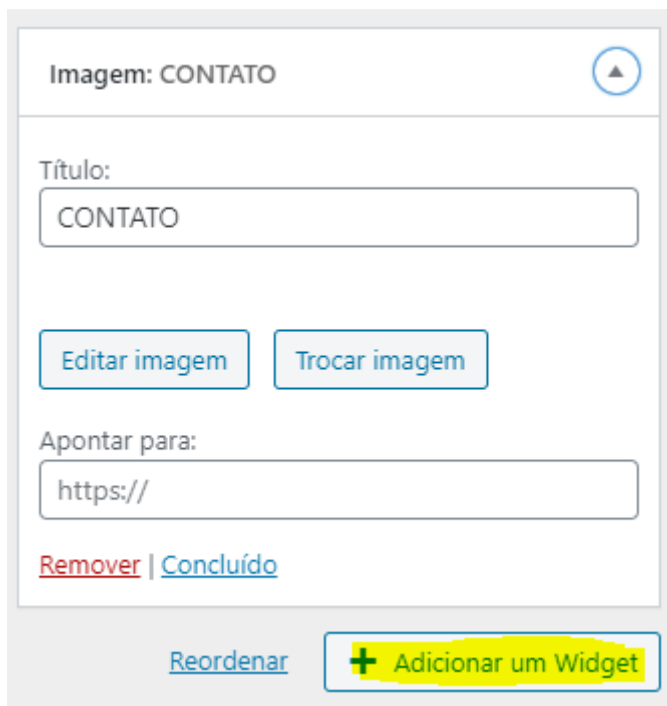 Imagem: CONTATO
Título:
CONTATO
Editar imagem Trocar imagem
Apontar para:
https://
Remover | Concluído
Reordenar + Adicionar um Widget